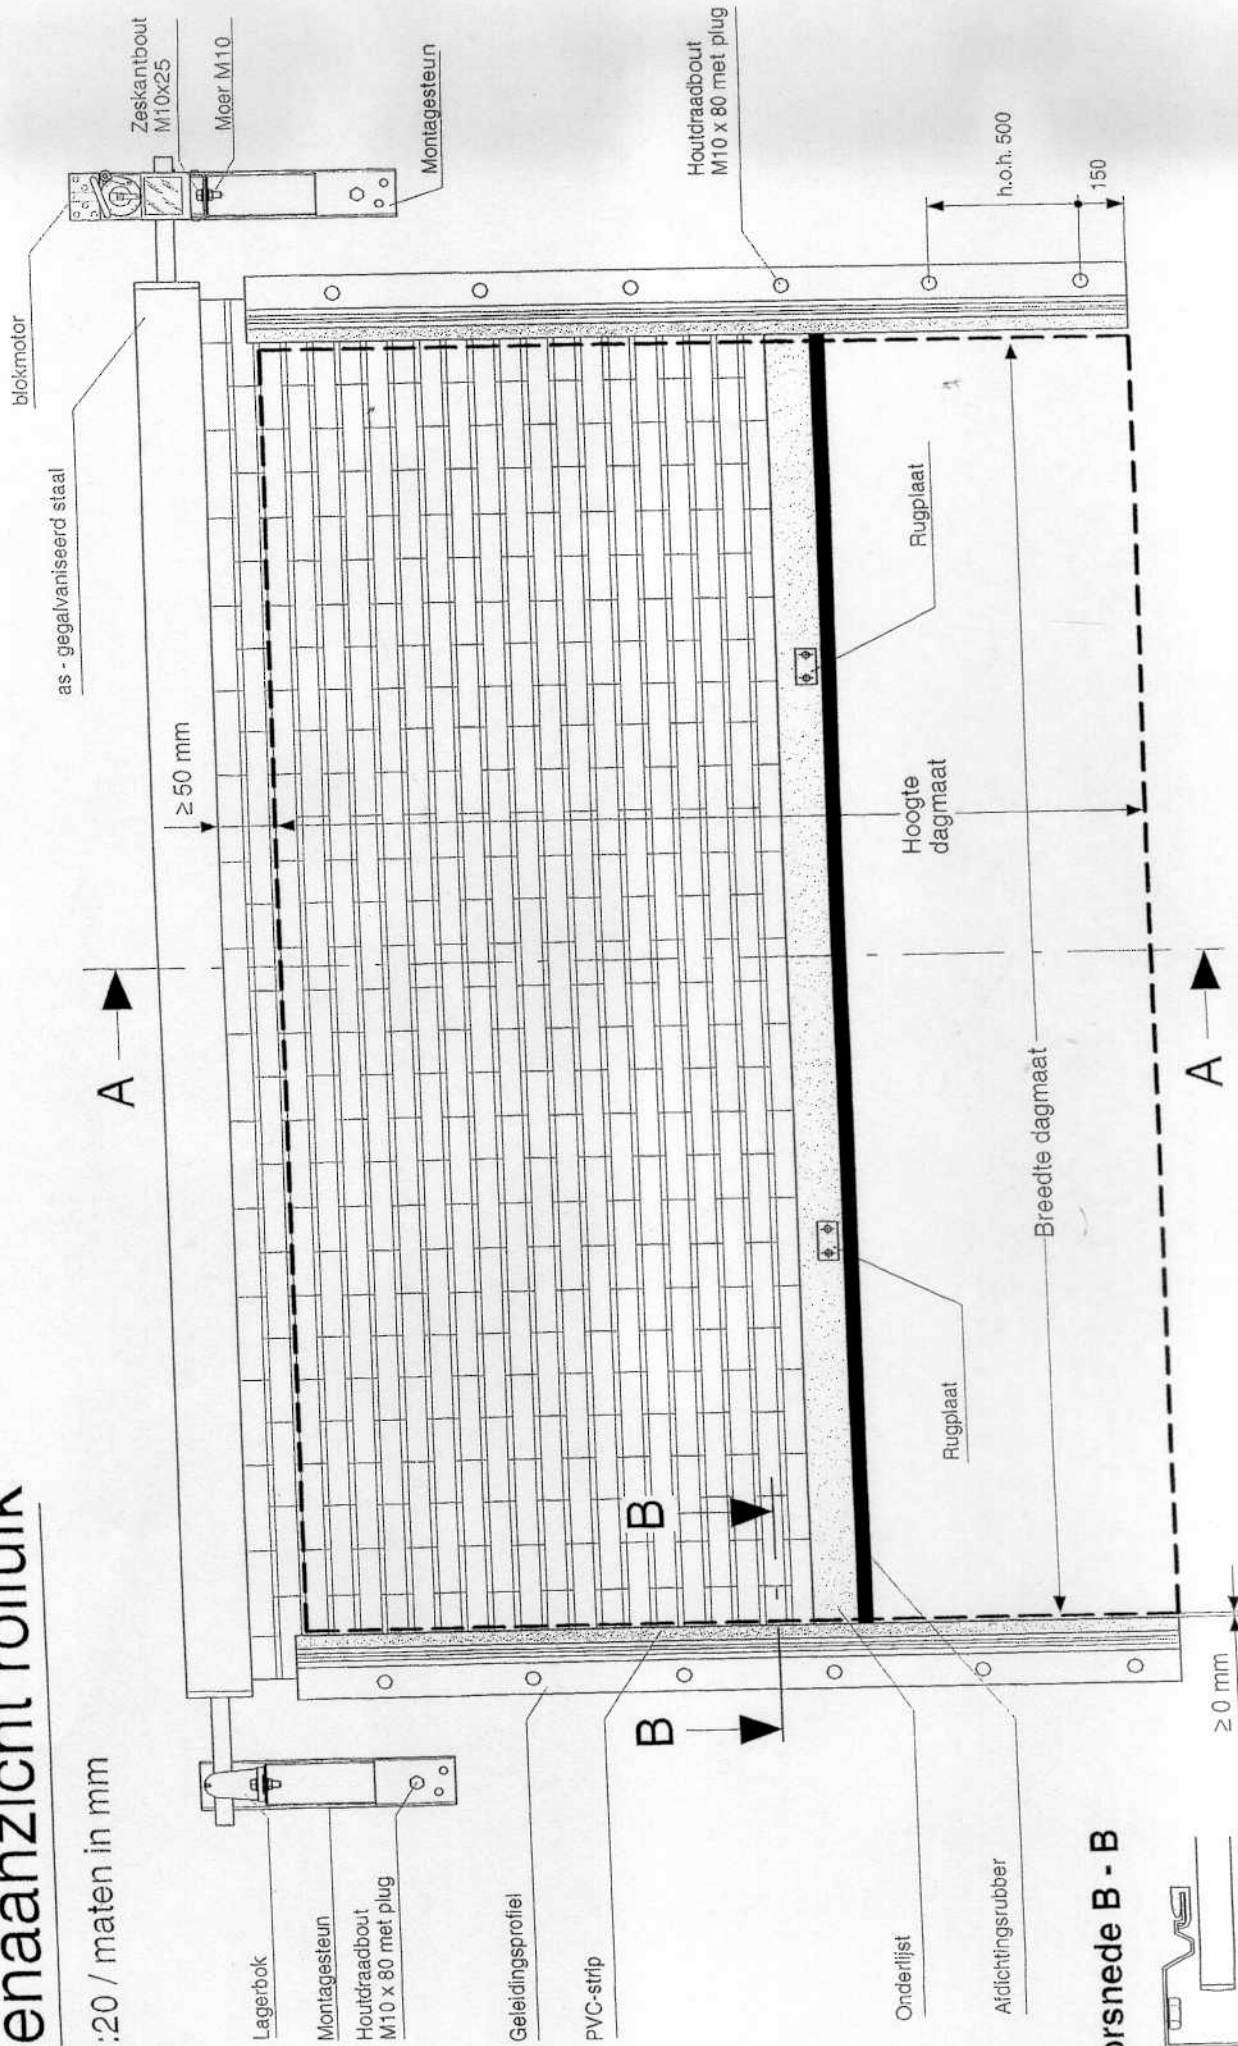 enaanzicht rolluik
:20 / maten in mm
blokmotor
as - gegalvaniseerd staal
Zeskantbout
M10x25
Moer M10
Montagesteun
Houtdraadbout
M10 x 80 met plug
h.o.h. 500
150
≥ 50 mm
A
A
Rugplaat
Hoogte
dagmaat
Breedte dagmaat
Rugplaat
B
B
≥ 0 mm
Lagerbok
Montagesteun
Houtdraadbout
M10 x 80 met plug
Geleidingsprofiel
PVC-strip
Onderlijst
Afdichtingsrubber
orsnede B - B